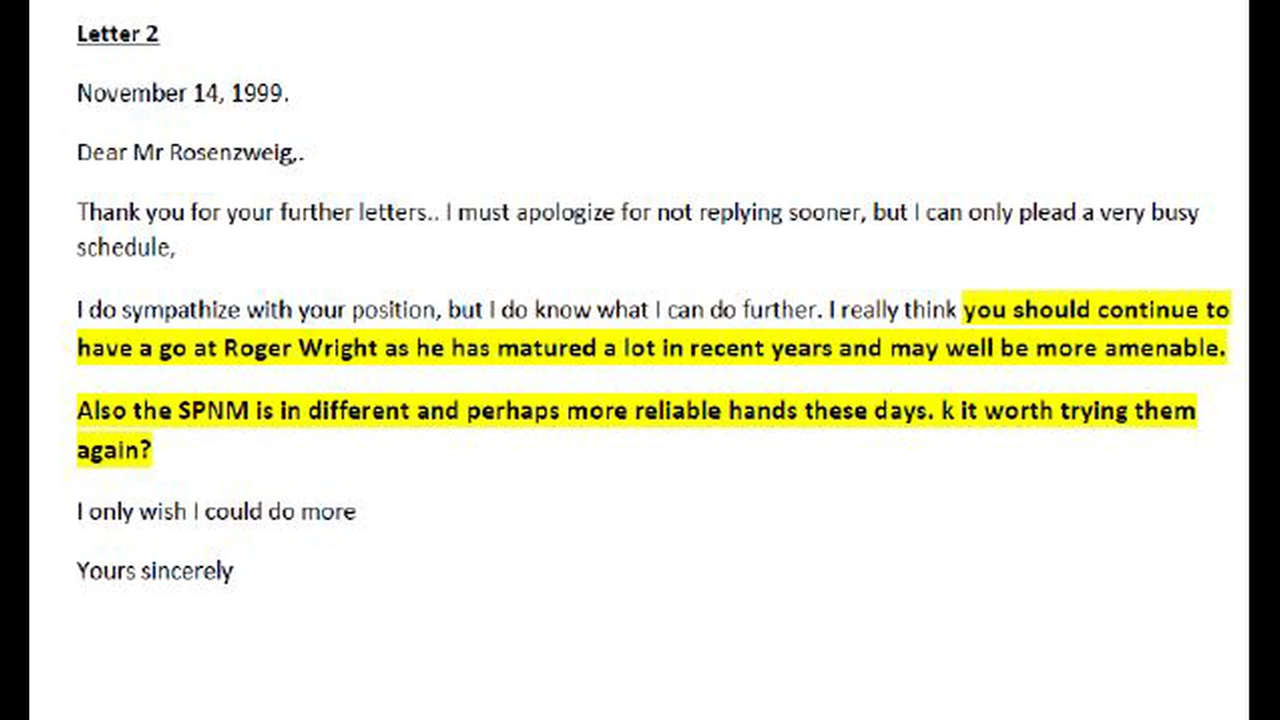 Letter 2
November 14, 1999.
Dear Mr Rosenzweig,.
Thank you for your further letters.. I must apologize for not replying sooner, but I can only plead a very busy
schedule,
I do sympathize with your position, but I do know what I can do further. I really think you should continue to
have a go at Roger Wright as he has matured a lot in recent years and may well be more amenable.
Also the SPNM is in different and perhaps more reliable hands these days. k it worth trying them
again?
I only wish I could do more
Yours sincerely